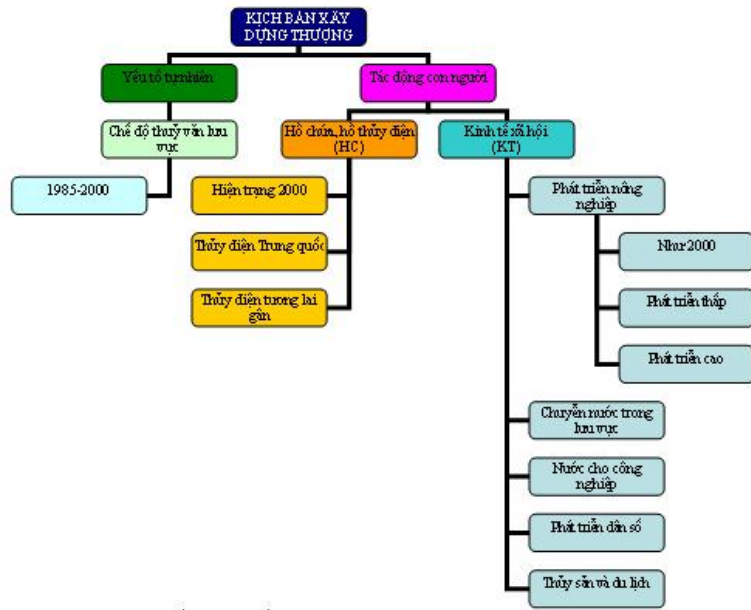 KỊCH BẢN XÂY
DỰNG THƯỢNG
Yếu tố tự nhiên
Tác động con người
Chế độ thuỷ văn lưu
vực
Hồ chứa, hồ thủy điện
(HC)
Kinh tế xã hội
(KT)
1985-2000
Hiện trạng 2000
Thủy điện Trung quốc
Thủy điện tương lai
gần
Phát triển nông
nghiệp
Như 2000
Phát triển thấp
Phát triển cao
Chuyển nước trong
lưu vực
Nước cho công
nghiệp
Phát triển dân số
Thủy sản và du lịch